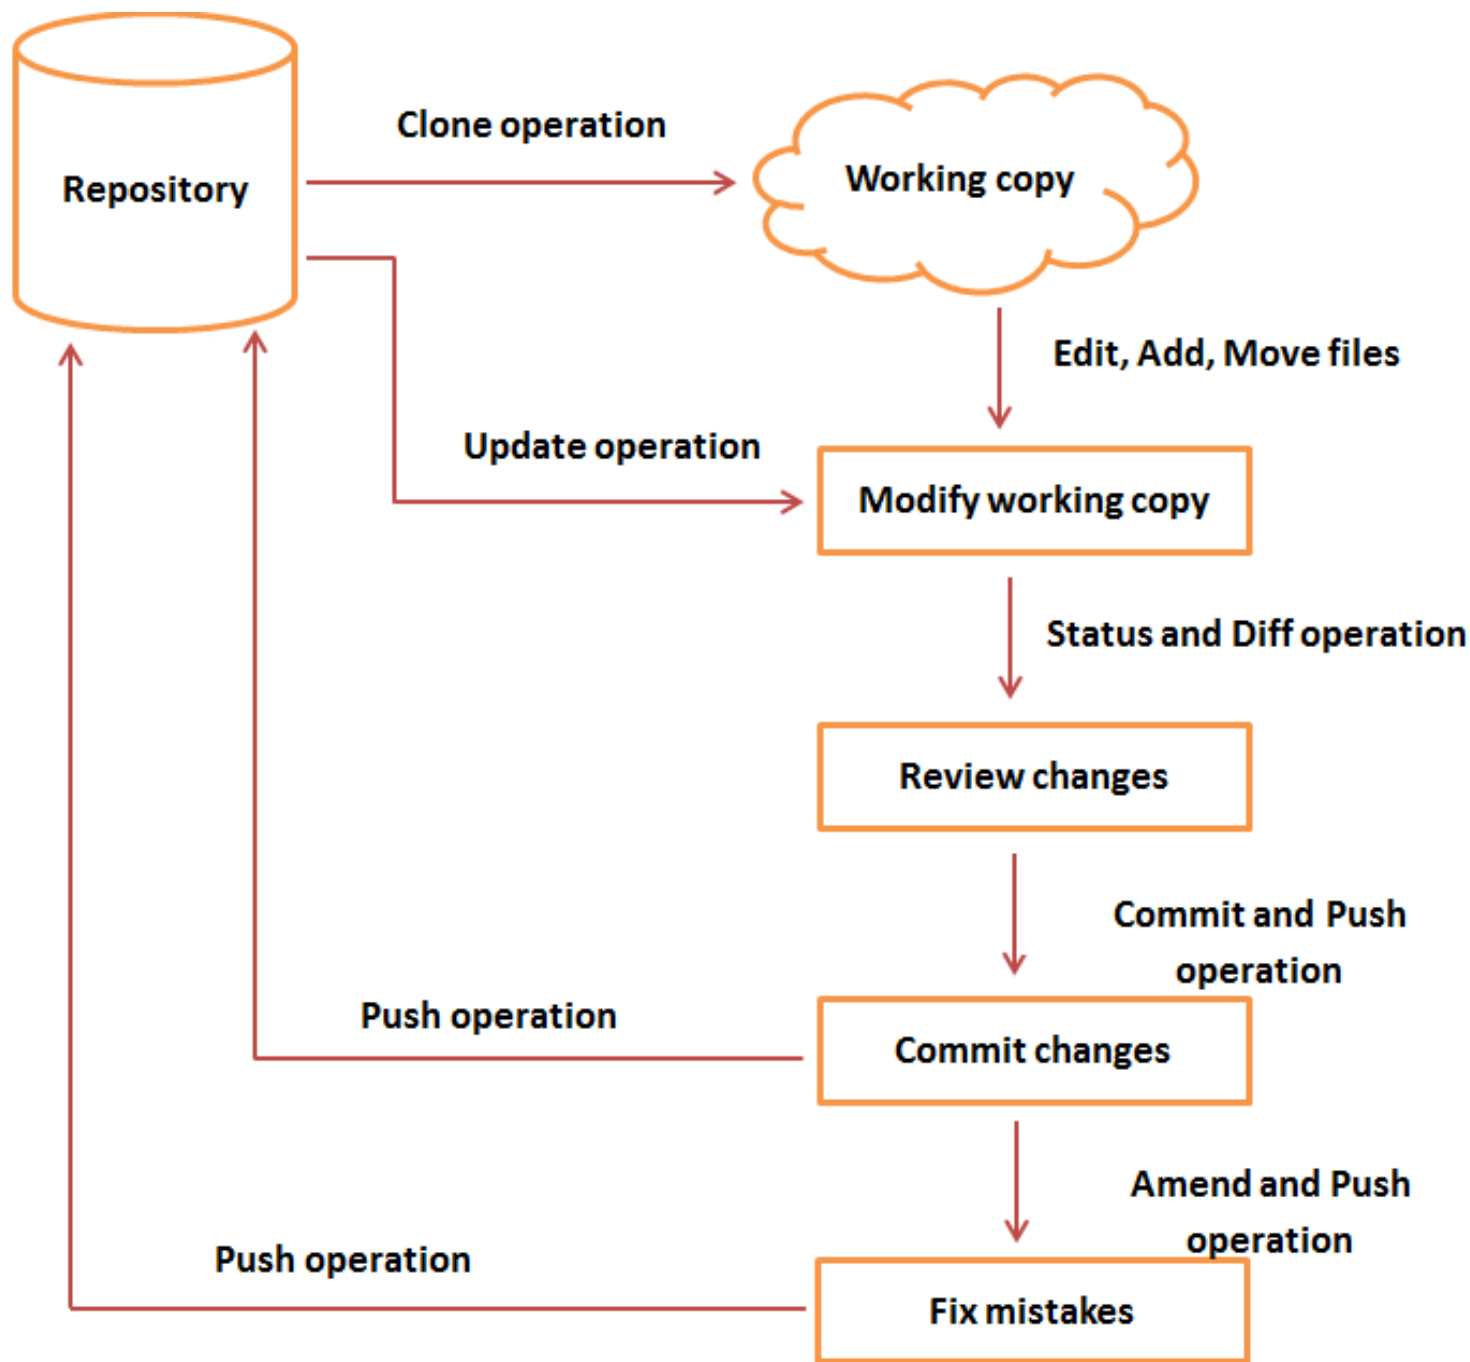 Clone operation
Repository
Working copy
Edit, Add, Move files
Update operation
Modify working copy
Status and Diff operation
Review changes
Commit and Push
operation
Push operation
Commit changes
Amend and Push
operation
Push operation
Fix mistakes